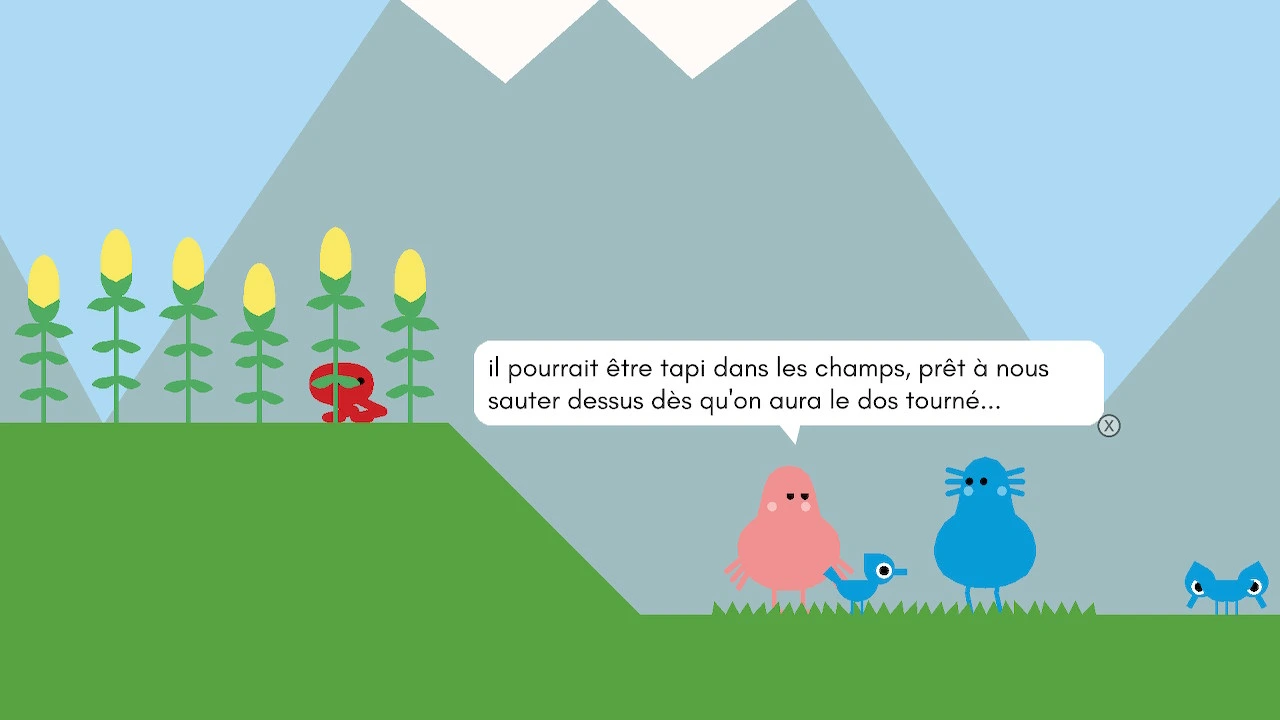 il pourrait être tapi dans les champs, prêt à nous
sauter dessus dès qu'on aura le dos tourné...
X